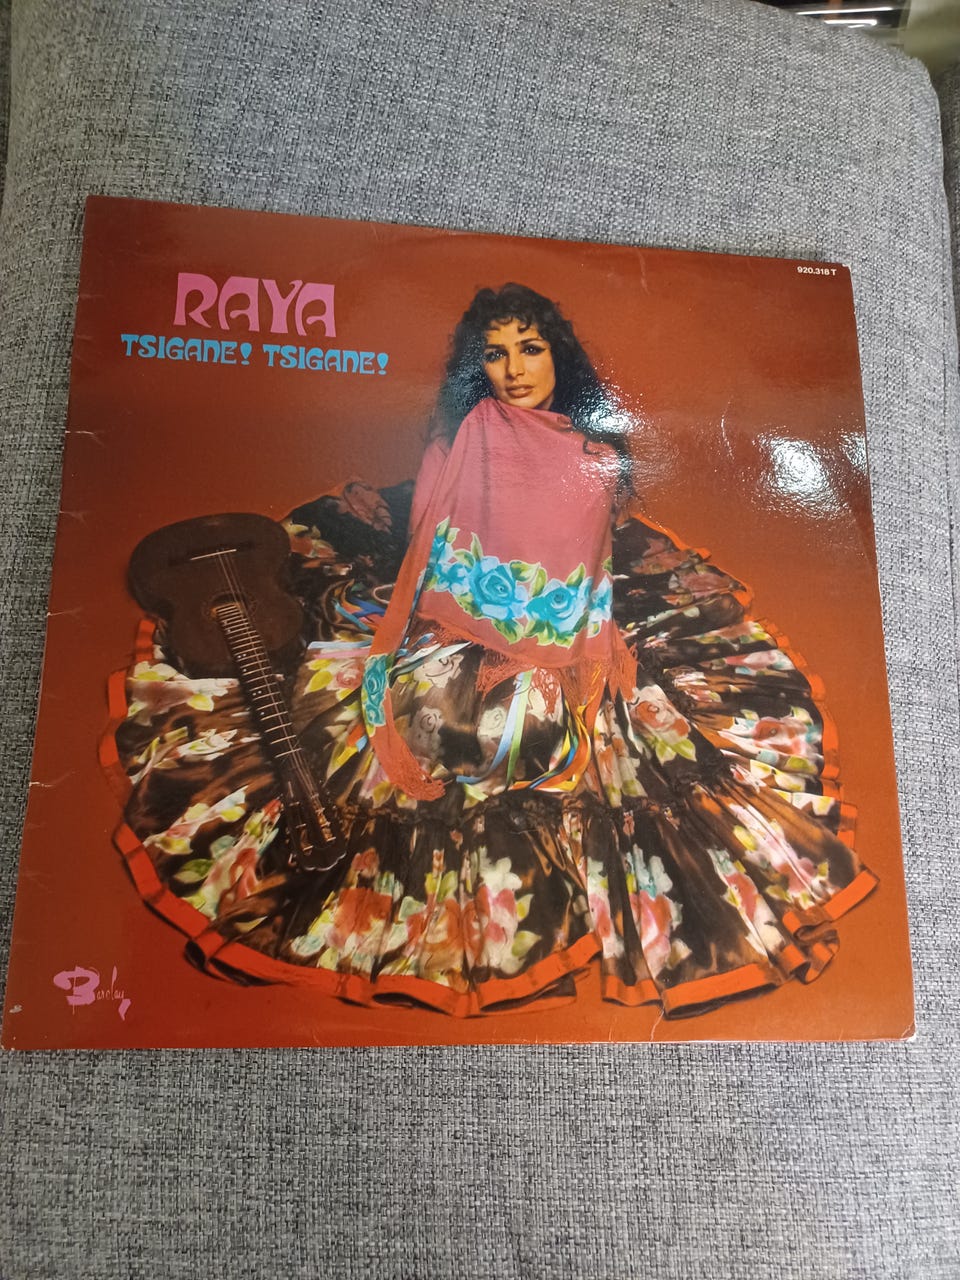 920.318 T
RAYA
TSIGANE! TSIGANE!
Barclay